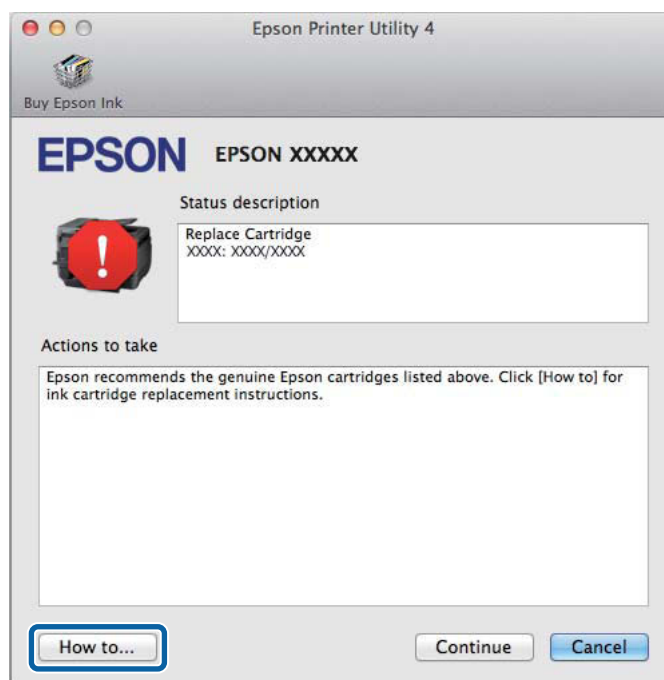 Epson Printer Utility 4
Buy Epson Ink
EPSON
EPSON XXXXX
Status description
Replace Cartridge
XXXX: XXXX/XXXX
Actions to take
Epson recommends the genuine Epson cartridges listed above. Click [How to] for
ink cartridge replacement instructions.
How to...
Continue
Cancel